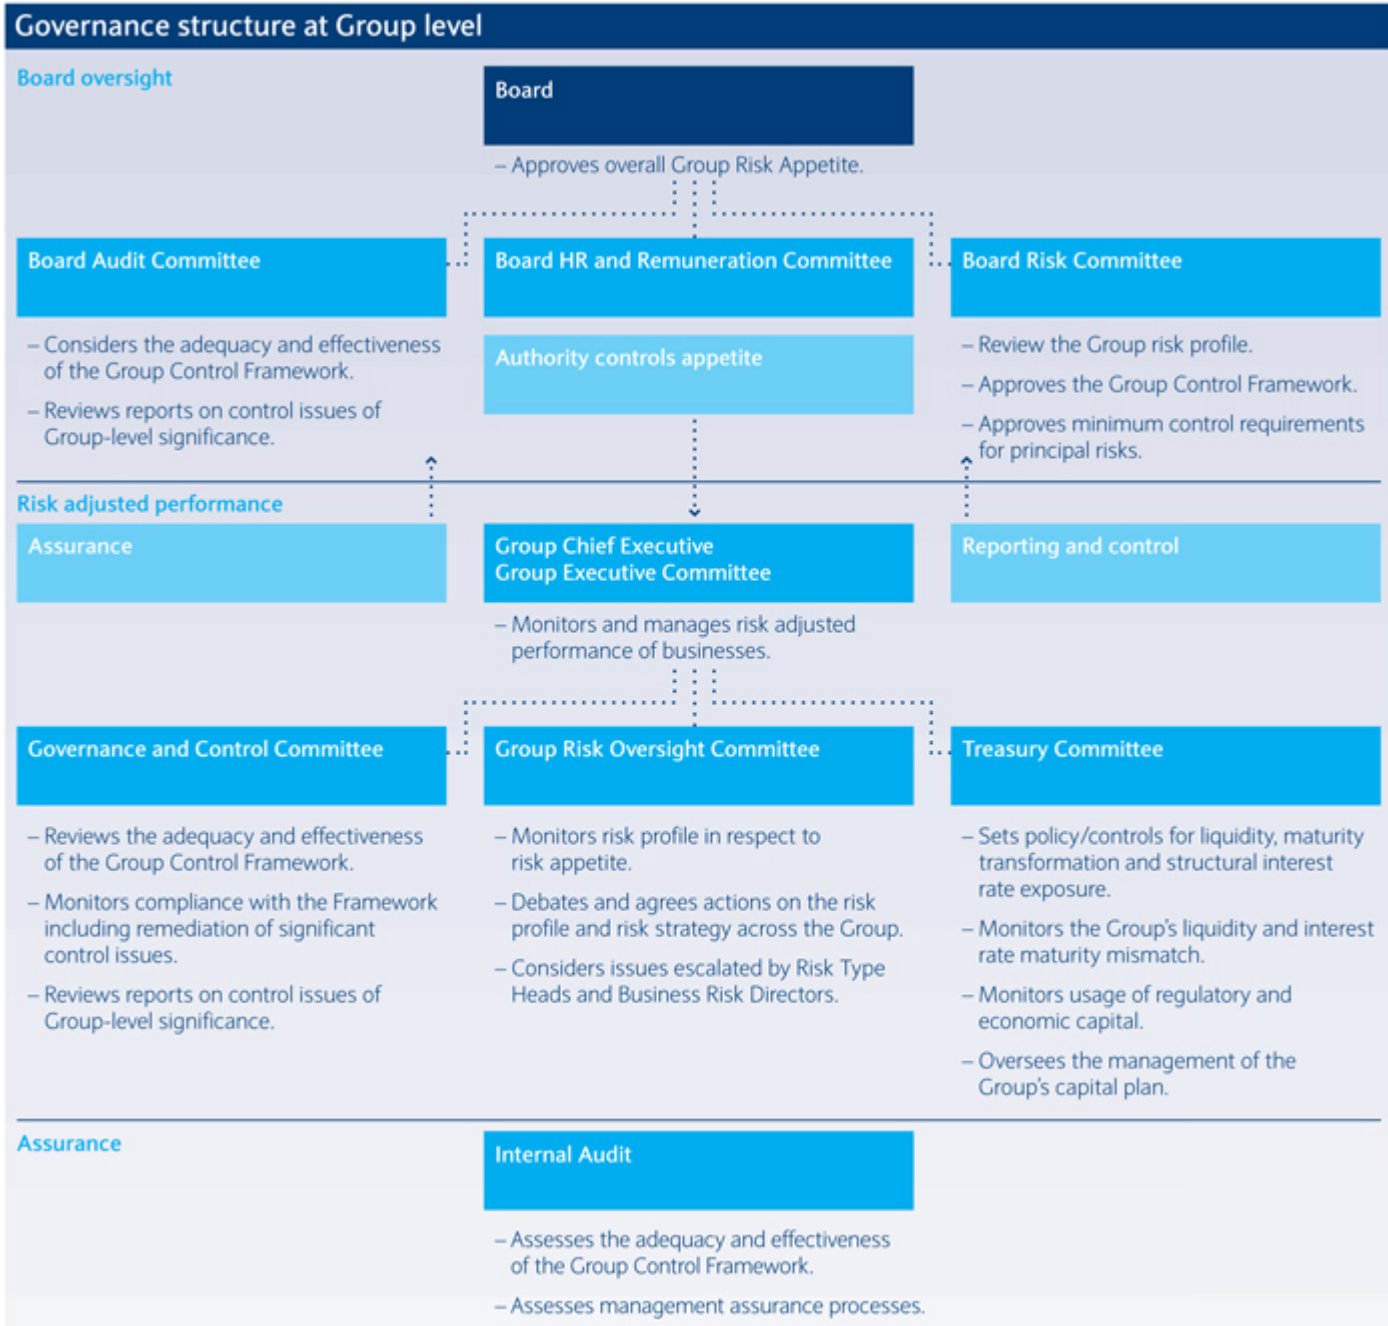 Governance structure at Group level
Board oversight
Board
– Approves overall Group Risk Appetite.
Board Audit Committee
– Considers the adequacy and effectiveness
of the Group Control Framework.
– Reviews reports on control issues of
Group-level significance.
Board HR and Remuneration Committee
Authority controls appetite
Board Risk Committee
– Review the Group risk profile.
– Approves the Group Control Framework.
– Approves minimum control requirements
for principal risks.
Risk adjusted performance
Assurance
Group Chief Executive
Group Executive Committee
– Monitors and manages risk adjusted
performance of businesses.
Reporting and control
Governance and Control Committee
– Reviews the adequacy and effectiveness
of the Group Control Framework.
– Monitors compliance with the Framework
including remediation of significant
control issues.
– Reviews reports on control issues of
Group-level significance.
Group Risk Oversight Committee
– Monitors risk profile in respect to
risk appetite.
– Debates and agrees actions on the risk
profile and risk strategy across the Group.
– Considers issues escalated by Risk Type
Heads and Business Risk Directors.
Treasury Committee
– Sets policy/controls for liquidity, maturity
transformation and structural interest
rate exposure.
– Monitors the Group's liquidity and interest
rate maturity mismatch.
– Monitors usage of regulatory and
economic capital.
– Oversees the management of the
Group's capital plan.
Assurance
Internal Audit
– Assesses the adequacy and effectiveness
of the Group Control Framework.
– Assesses management assurance processes.